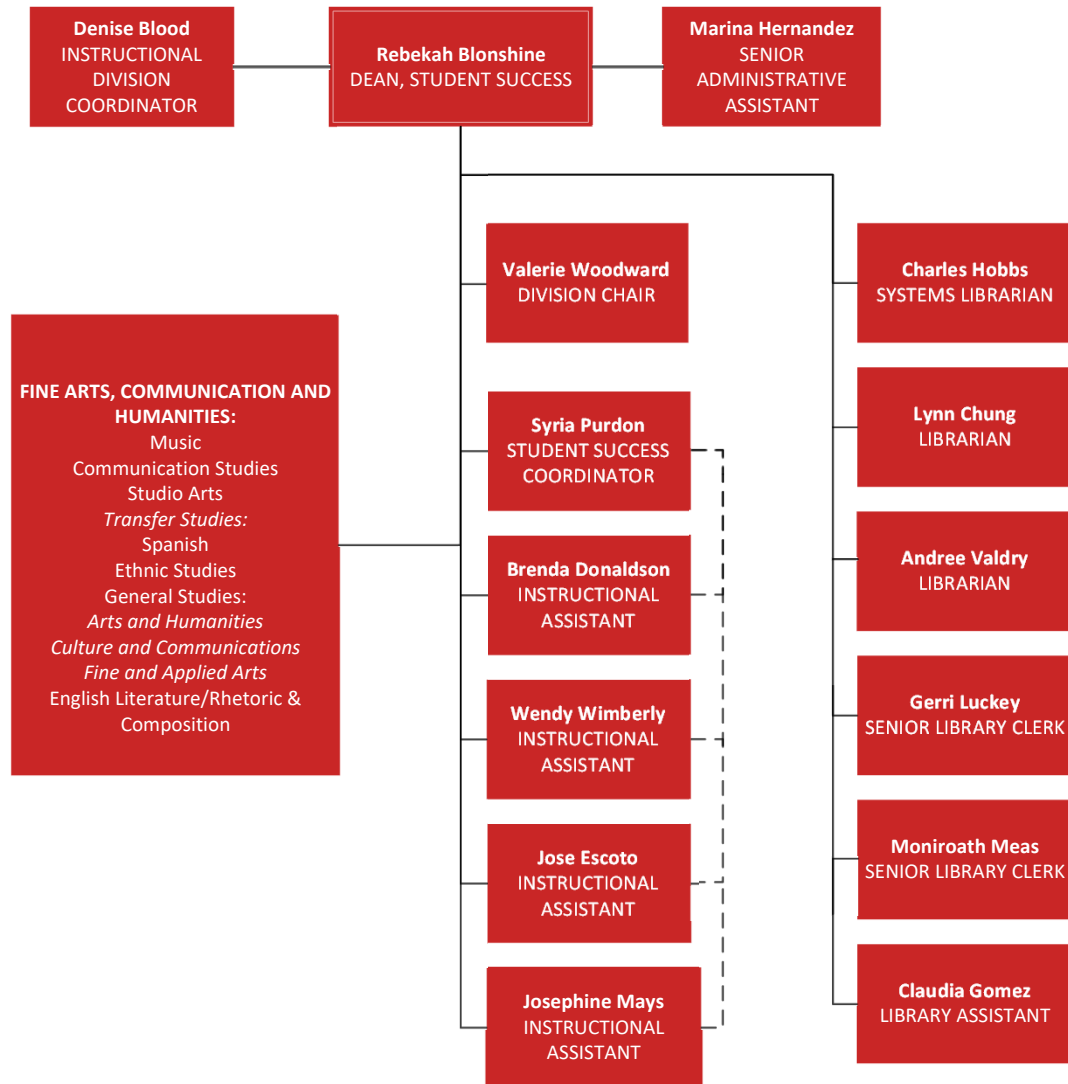 Denise Blood
INSTRUCTIONAL
DIVISION
COORDINATOR
Rebekah Blonshine
DEAN, STUDENT SUCCESS
Marina Hernandez
SENIOR
ADMINISTRATIVE
ASSISTANT
FINE ARTS, COMMUNICATION AND
HUMANITIES:
Music
Communication Studies
Studio Arts
Transfer Studies:
Spanish
Ethnic Studies
General Studies:
Arts and Humanities
Culture and Communications
Fine and Applied Arts
English Literature/Rhetoric &
Composition
Valerie Woodward
DIVISION CHAIR
Syria Purdon
STUDENT SUCCESS
COORDINATOR
Brenda Donaldson
INSTRUCTIONAL
ASSISTANT
Wendy Wimberly
INSTRUCTIONAL
ASSISTANT
Jose Escoto
INSTRUCTIONAL
ASSISTANT
Josephine Mays
INSTRUCTIONAL
ASSISTANT
Charles Hobbs
SYSTEMS LIBRARIAN
Lynn Chung
LIBRARIAN
Andree Valdry
LIBRARIAN
Gerri Luckey
SENIOR LIBRARY CLERK
Moniroath Meas
SENIOR LIBRARY CLERK
Claudia Gomez
LIBRARY ASSISTANT